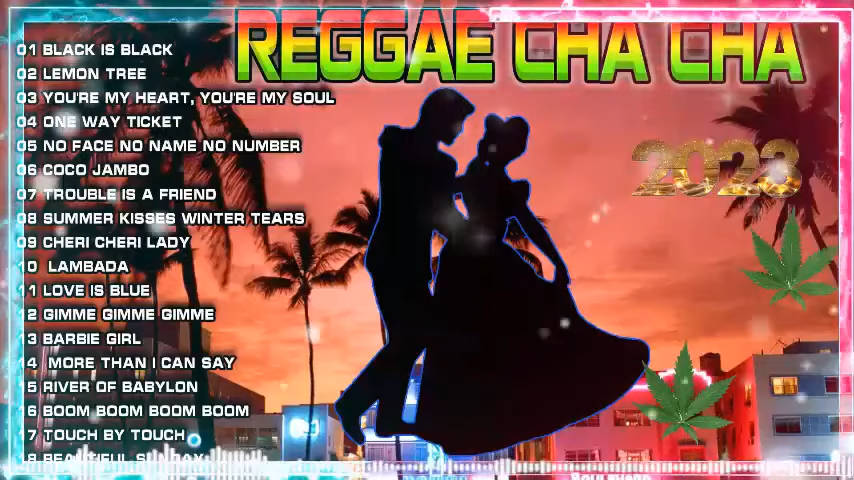 REGGAE CHA CHA
2023
01 BLACK IS BLACK
02 LEMON TREE
03 YOU'RE MY HEART, YOU'RE MY SOUL
04 ONE WAY TICKET
05 NO FACE NO NAME NO NUMBER
06 COCO JAMBO
07 TROUBLE IS A FRIEND
08 SUMMER KISSES WINTER TEARS
09 CHERI CHERI LADY
10 LAMBADA
11 LOVE IS BLUE
12 GIMME GIMME GIMME
13 BARBIE GIRL
14 MORE THAN I CAN SAY
15 RIVER OF BABYLON
16 BOOM BOOM BOOM BOOM
17 TOUCH BY TOUCH
18 BEAUTIFUL